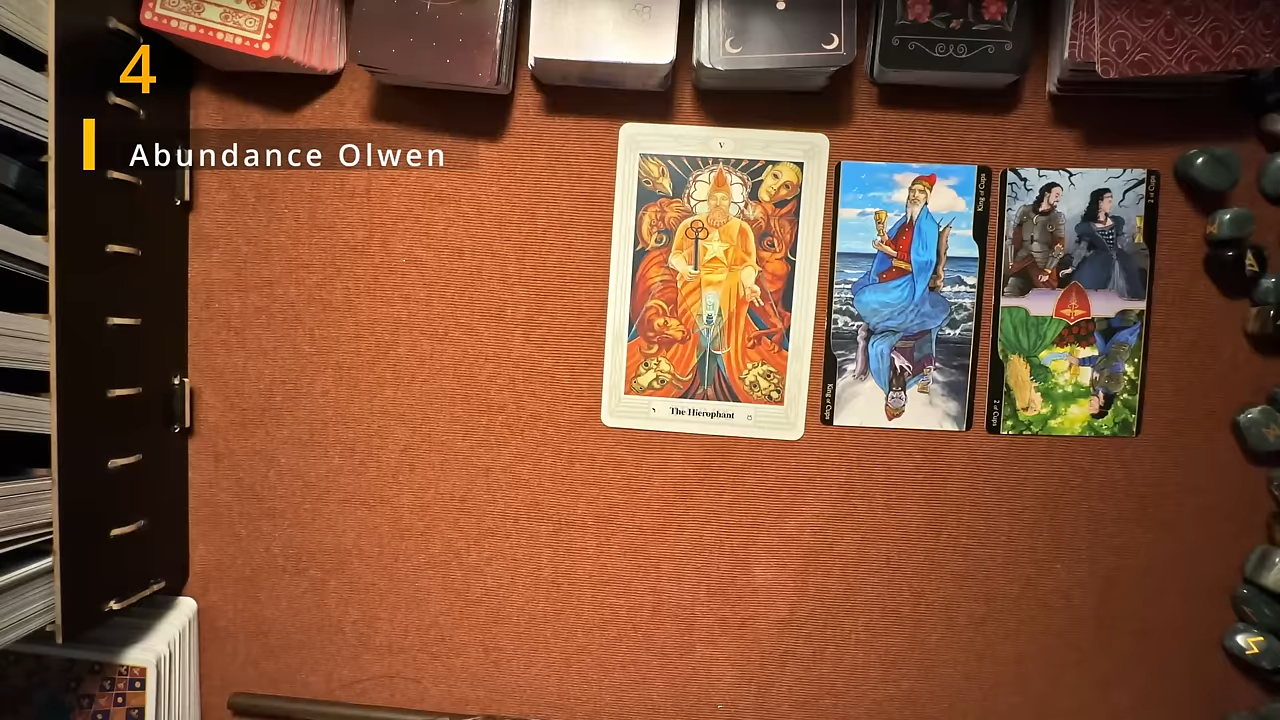 4
Abundance Olwen
V
The Hierophant
King of Cups
King of Cups
2 of Cups
2 of Cups